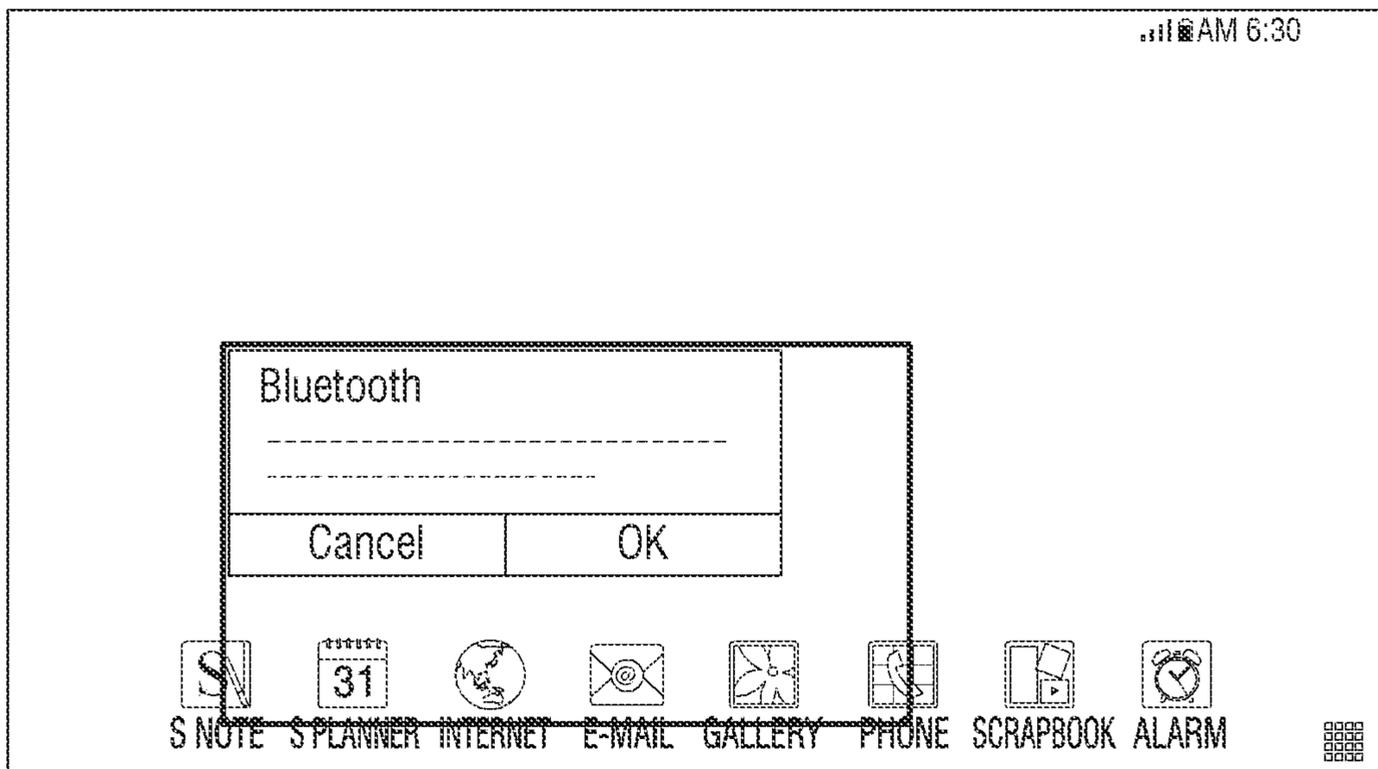 AM 6:30
Bluetooth
Cancel OK
S
31
@
S NOTE S PLANNER INTERNET E-MAIL GALLERY PHONE SCRAPBOOK ALARM